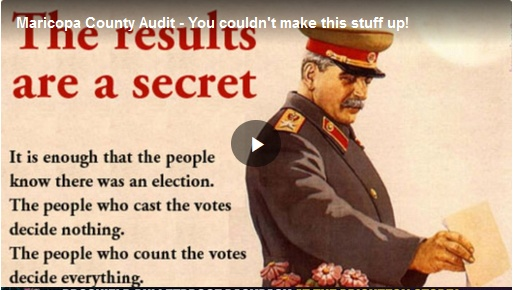 Maricopa County Audit - You couldn't make this stuff up!
The results
are a secret
It is enough that the people
know there was an election.
The people who cast the votes
decide nothing.
The people who count the votes
decide everything.